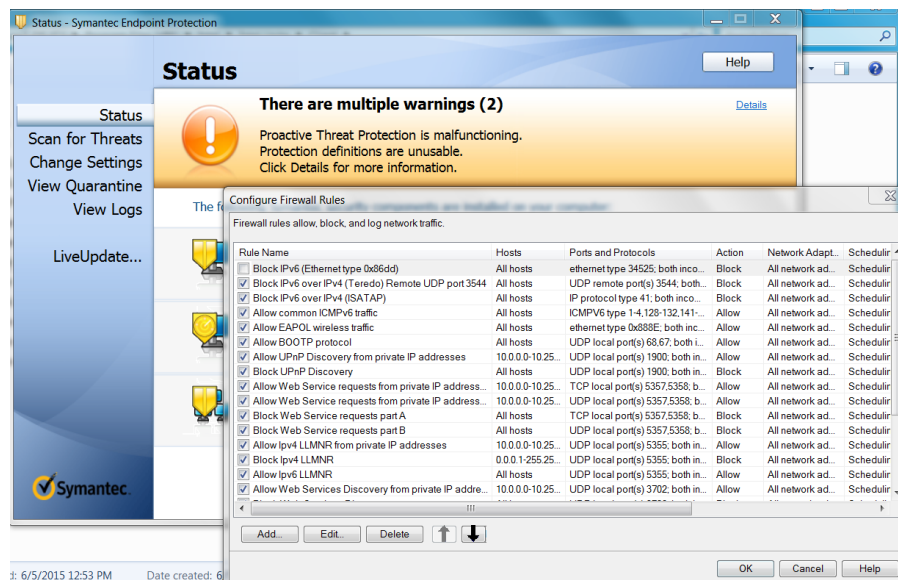 Status - Symantec Endpoint Protection
Status
Help
There are multiple warnings (2)
Details
Proactive Threat Protection is malfunctioning.
Protection definitions are unusable.
Click Details for more information.
Status
Scan for Threats
Change Settings
View Quarantine
View Logs
LiveUpdate...
Symantec.
The f
Configure Firewall Rules
Firewall rules allow, block, and log network traffic.
Rule Name Hosts Ports and Protocols Action Network Adapt... Schedulin
Block IPv6 (Ethernet type 0x86dd) All hosts ethernet type 34525; both inco... Block All network ad... Schedulin
Block IPv6 over IPv4 (Teredo) Remote UDP port 3544 All hosts UDP remote port(s) 3544; both... Block All network ad... Schedulin
Block IPv6 over IPv4 (ISATAP) All hosts IP protocol type 41; both inco... Block All network ad... Schedulin
Allow common ICMPv6 traffic All hosts ICMPV6 type 1-4,128-132,141-... Allow All network ad... Schedulin
Allow EAPOL wireless traffic All hosts ethernet type 0x888E; both inc... Allow All network ad... Schedulin
Allow BOOTP protocol All hosts UDP local port(s) 68,67; both i... Allow All network ad... Schedulin
Allow UPnP Discovery from private IP addresses 10.0.0.0-10.25... UDP local port(s) 1900; both in... Allow All network ad... Schedulin
Block UPnP Discovery All hosts UDP local port(s) 1900; both in... Block All network ad... Schedulin
Allow Web Service requests from private IP address... 10.0.0.0-10.25... TCP local port(s) 5357,5358; b... Allow All network ad... Schedulin
Allow Web Service requests from private IP address... 10.0.0.0-10.25... UDP local port(s) 5357,5358; b... Allow All network ad... Schedulin
Block Web Service requests part A All hosts TCP local port(s) 5357,5358; b... Block All network ad... Schedulin
Block Web Service requests part B All hosts UDP local port(s) 5357,5358; b... Block All network ad... Schedulin
Allow Ipv4 LLMNR from private IP addresses 10.0.0.0-10.25... UDP local port(s) 5355; both in... Allow All network ad... Schedulin
Block Ipv4 LLMNR 0.0.0.1-255.25... UDP local port(s) 5355; both in... Block All network ad... Schedulin
Allow Ipv6 LLMNR All hosts UDP local port(s) 5355; both in... Allow All network ad... Schedulin
Allow Web Services Discovery from private IP addre... 10.0.0.0-10.25... UDP local port(s) 3702; both in... Allow All network ad... Schedulin
Add... Edit... Delete
OK Cancel Help
d: 6/5/2015 12:53 PM Date created: 6